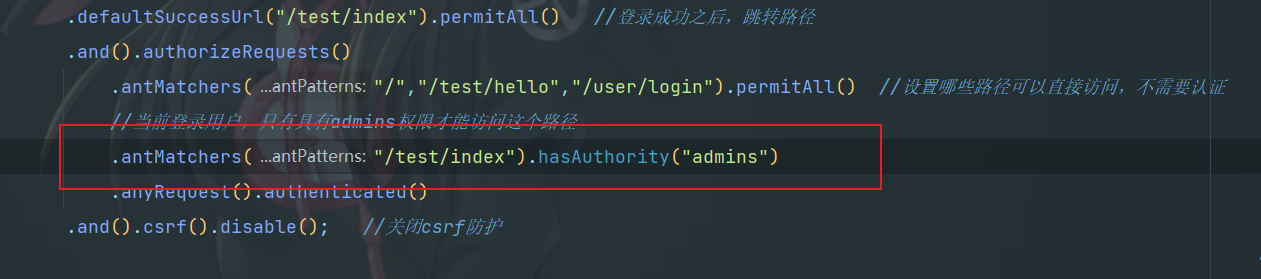 .defaultSuccessUrl("/test/index").permitAll()   //登录成功之后，跳转路径
.and().authorizeRequests()
.antMatchers( ...antPatterns: "/","/test/hello","/user/login").permitAll()  //设置哪些路径可以直接访问，不需要认证
//当前登录用户，只有具有admins权限才能访问这个路径
.antMatchers( ...antPatterns: "/test/index").hasAuthority("admins")
.anyRequest().authenticated()
.and().csrf().disable();   //关闭csrf防护